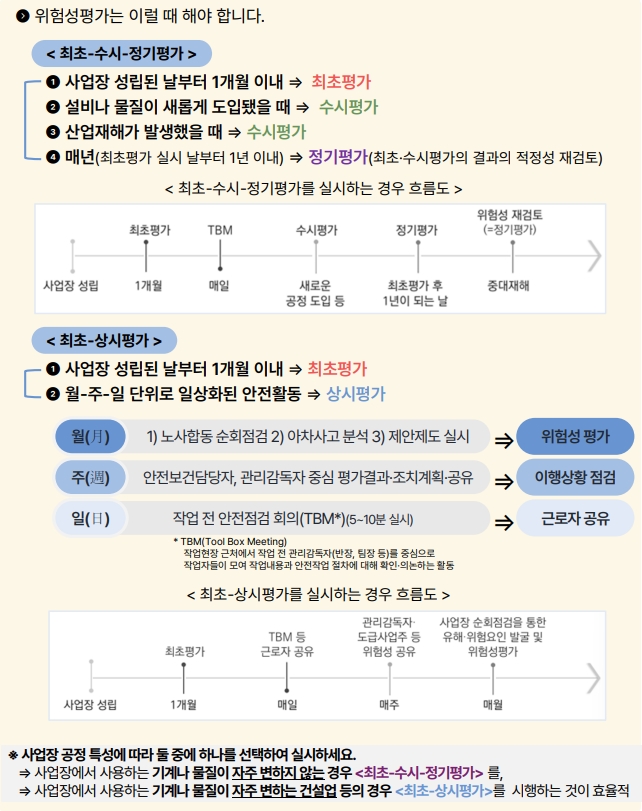 위험성평가는 이럴 때 해야 합니다.
< 최초-수시-정기평가 >
❶ 사업장 성립된 날부터 1개월 이내 ⇒ 최초평가
❷ 설비나 물질이 새롭게 도입됐을 때 ⇒ 수시평가
❸ 산업재해가 발생했을 때 ⇒ 수시평가
❹ 매년(최초평가 실시 날부터 1년 이내) ⇒ 정기평가(최초·수시평가의 결과의 적정성 재검토)
< 최초-수시-정기평가를 실시하는 경우 흐름도 >
사업장 성립
최초평가
1개월
TBM
매일
수시평가
새로운
공정 도입 등
정기평가
최초평가 후
1년이 되는 날
위험성 재검토
(=정기평가)
중대재해
< 최초-상시평가 >
❶ 사업장 성립된 날부터 1개월 이내 ⇒ 최초평가
❷ 월-주-일 단위로 일상화된 안전활동 ⇒ 상시평가
월(月) 1) 노사합동 순회점검 2) 아차사고 분석 3) 제안제도 실시 ⇒ 위험성 평가
주(週) 안전보건담당자, 관리감독자 중심 평가결과·조치계획·공유 ⇒ 이행상황 점검
일(日) 작업 전 안전점검 회의(TBM*)(5~10분 실시) ⇒ 근로자 공유
* TBM(Tool Box Meeting)
작업현장 근처에서 작업 전 관리감독자(반장, 팀장 등)를 중심으로
작업자들이 모여 작업내용과 안전작업 절차에 대해 확인·의논하는 활동
< 최초-상시평가를 실시하는 경우 흐름도 >
사업장 성립
최초평가
1개월
TBM 등
근로자 공유
매일
관리감독자·
도급사업주 등
위험성 공유
매주
사업장 순회점검을 통한
유해·위험요인 발굴 및
위험성평가
매월
※ 사업장 공정 특성에 따라 둘 중에 하나를 선택하여 실시하세요.
⇒ 사업장에서 사용하는 기계나 물질이 자주 변하지 않는 경우 <최초-수시-정기평가> 를,
⇒ 사업장에서 사용하는 기계나 물질이 자주 변하는 건설업 등의 경우 <최초-상시평가>를 시행하는 것이 효율적